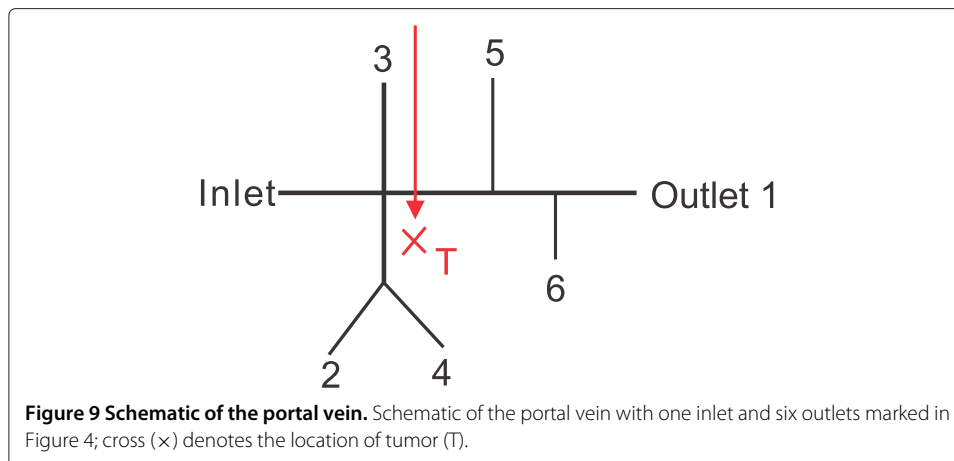 3
5
Inlet
Outlet 1
T
6
2
4
Figure 9 Schematic of the portal vein. Schematic of the portal vein with one inlet and six outlets marked in
Figure 4; cross (×) denotes the location of tumor (T).